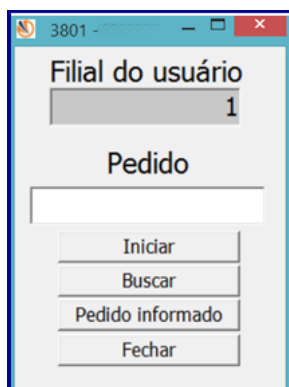 3801 -
Filial do usuário
1
Pedido
Iniciar
Buscar
Pedido informado
Fechar